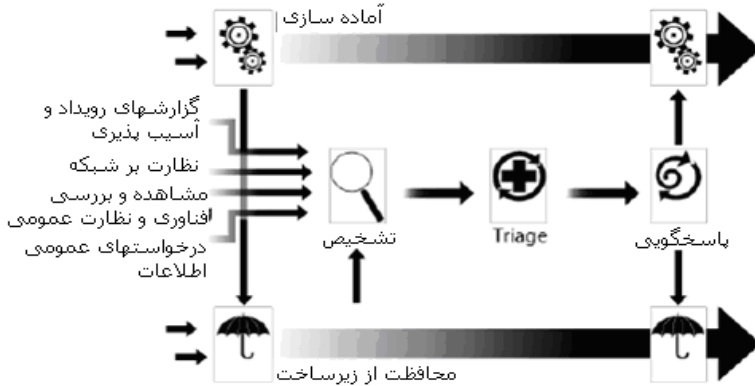 آماده سازی
گزارشهای رویداد و
آسیب پذیری
نظارت بر شبکه
مشاهده و بررسی
فناوری و نظارت عمومی
درخواستهای عمومی
اطلاعات
تشخیص
Triage
پاسخگویی
محافظت از زیرساخت